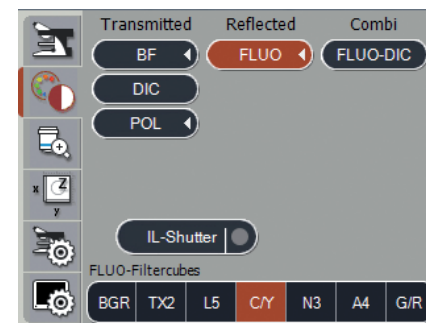 Transmitted Reflected Combi
BF FLUO FLUO-DIC
DIC
POL
x Z
y
IL-Shutter
FLUO-Filtercubes
BGR TX2 L5 C/Y N3 A4 G/R